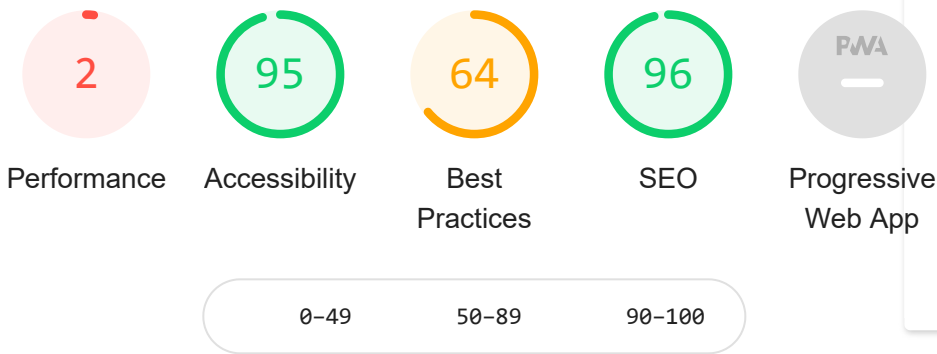 2 95 64 96 PWA
Performance Accessibility Best Practices SEO Progressive Web App
0–49 50–89 90–100